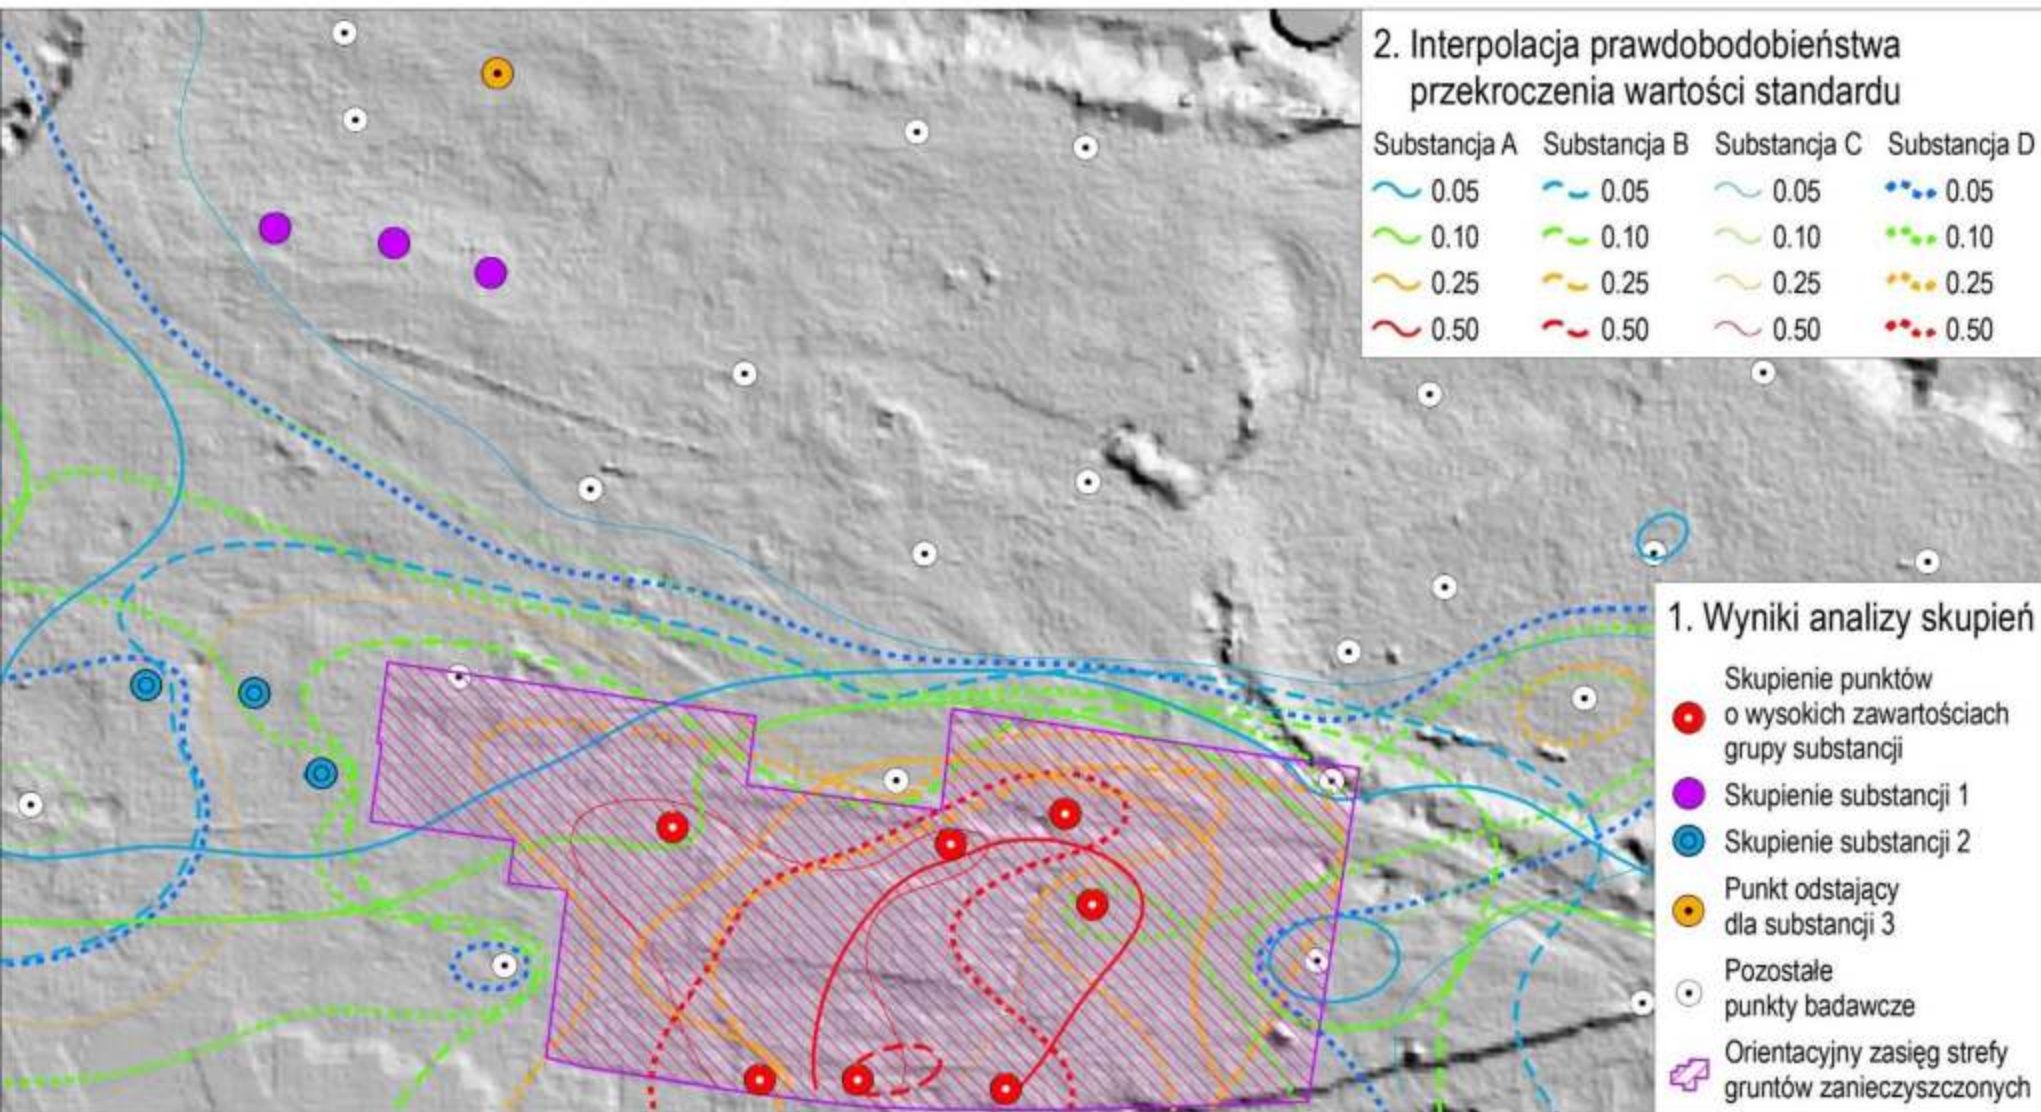 2. Interpolacja prawdobodobieństwa
przekroczenia wartości standardu
Substancja A Substancja B Substancja C Substancja D
0.05 0.05 0.05 0.05
0.10 0.10 0.10 0.10
0.25 0.25 0.25 0.25
0.50 0.50 0.50 0.50
1. Wyniki analizy skupień
Skupienie punktów
o wysokich zawartościach
grupy substancji
Skupienie substancji 1
Skupienie substancji 2
Punkt odstający
dla substancji 3
Pozostałe
punkty badawcze
Orientacyjny zasięg strefy
gruntów zanieczyszczonych